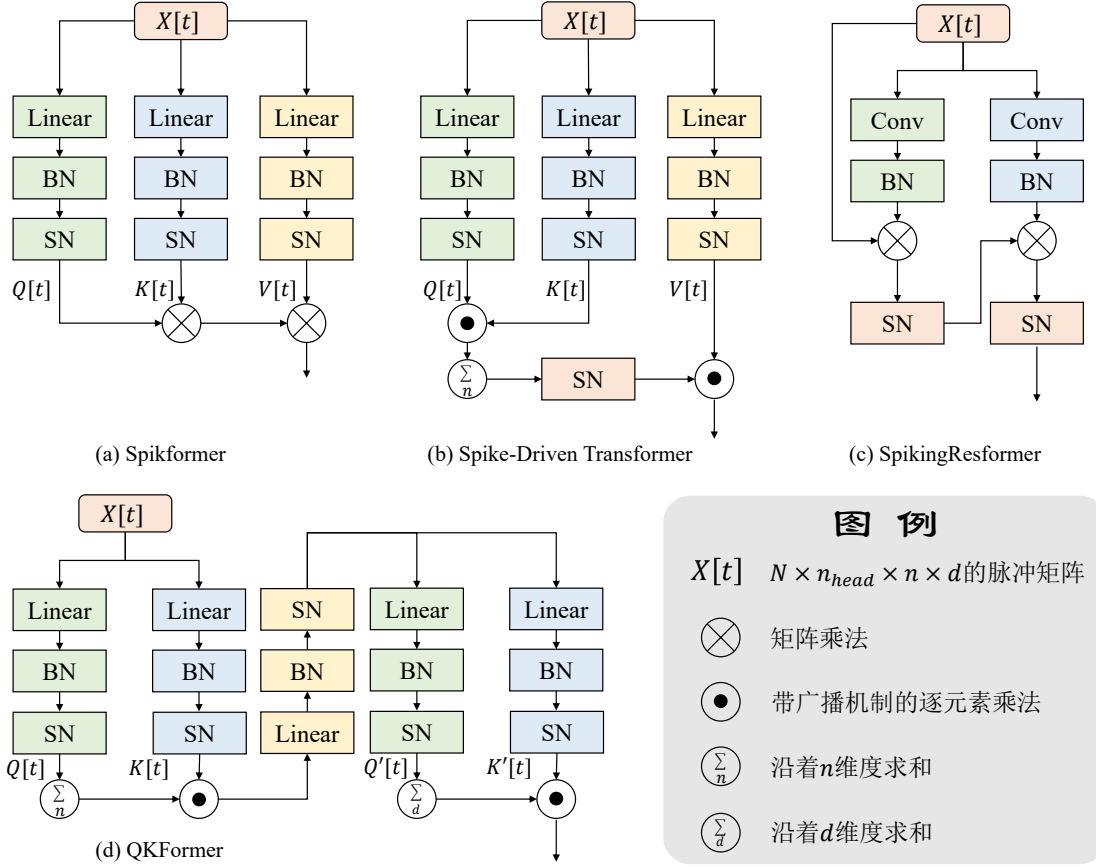 X[t]
Linear Linear Linear
BN BN BN
SN SN SN
Q[t] K[t] V[t]
(a) Spikformer
X[t]
Linear Linear Linear
BN BN BN
SN SN SN
Q[t] K[t] V[t]
∑n SN
(b) Spike-Driven Transformer
X[t]
Conv Conv
BN BN
SN SN
(c) SpikingResformer
X[t]
Linear Linear SN Linear Linear
BN BN BN BN BN
SN SN Linear SN SN
Q[t] K[t] Q'[t] K'[t]
∑n ∑d
(d) QKFormer
图 例
X[t] N × n_head × n × d的脉冲矩阵
矩阵乘法
带广播机制的逐元素乘法
∑n 沿着n维度求和
∑d 沿着d维度求和